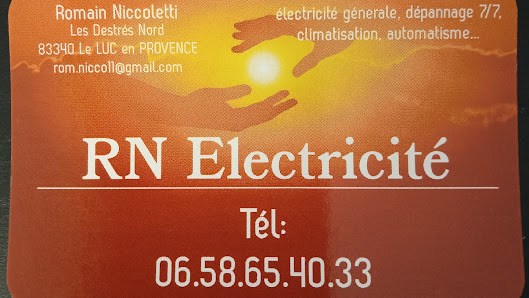 Romain Niccoletti
Les Destrés Nord
83340.Le LUC en PROVENCE
rom.nicco11@gmail.com
électricité génerale, dépannage 7/7,
climatisation, automatisme...
RN Electricité
Tél:
06.58.65.40.33